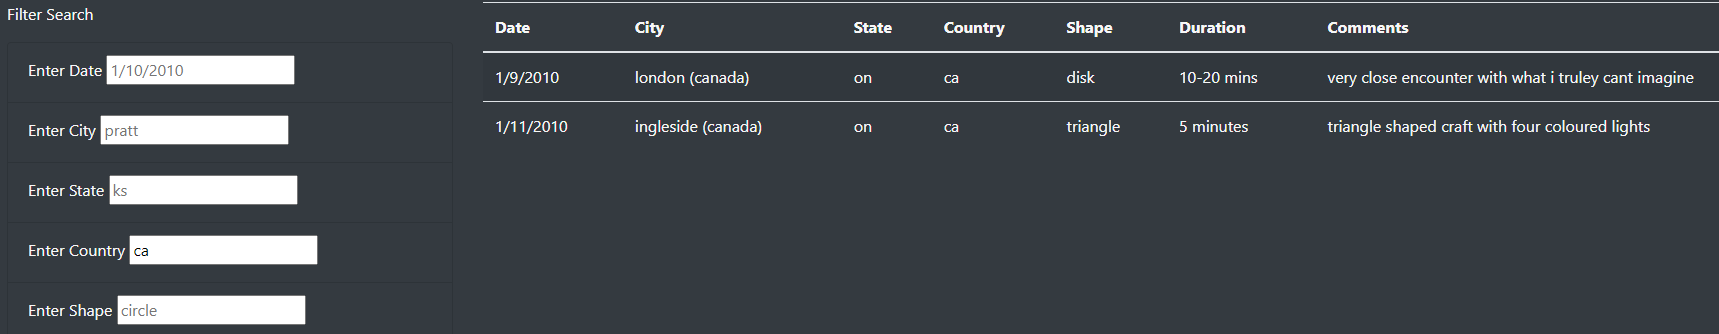 Filter Search
Enter Date 1/10/2010
Enter City pratt
Enter State ks
Enter Country ca
Enter Shape circle
Date City State Country Shape Duration Comments
1/9/2010 london (canada) on ca disk 10-20 mins very close encounter with what i truley cant imagine
1/11/2010 ingleside (canada) on ca triangle 5 minutes triangle shaped craft with four coloured lights